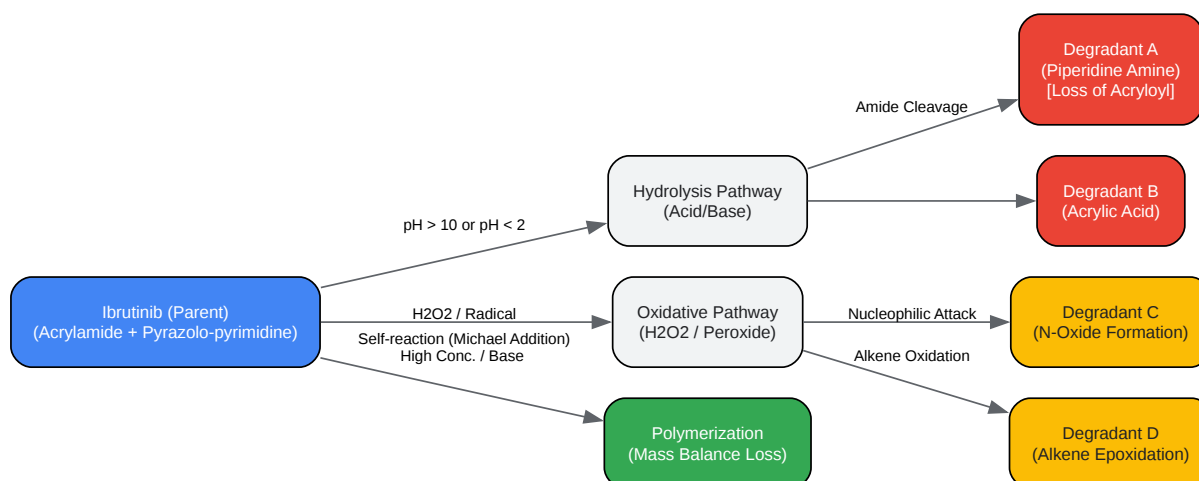 Degradant A
(Piperidine Amine)
[Loss of Acryloyl]
Amide Cleavage
Hydrolysis Pathway
(Acid/Base)
Degradant B
(Acrylic Acid)
pH > 10 or pH < 2
Ibrutinib (Parent)
(Acrylamide + Pyrazolo-pyrimidine)
H2O2 / Radical
Oxidative Pathway
(H2O2 / Peroxide)
Nucleophilic Attack
Degradant C
(N-Oxide Formation)
Self-reaction (Michael Addition)
High Conc. / Base
Alkene Oxidation
Polymerization
(Mass Balance Loss)
Degradant D
(Alkene Epoxidation)